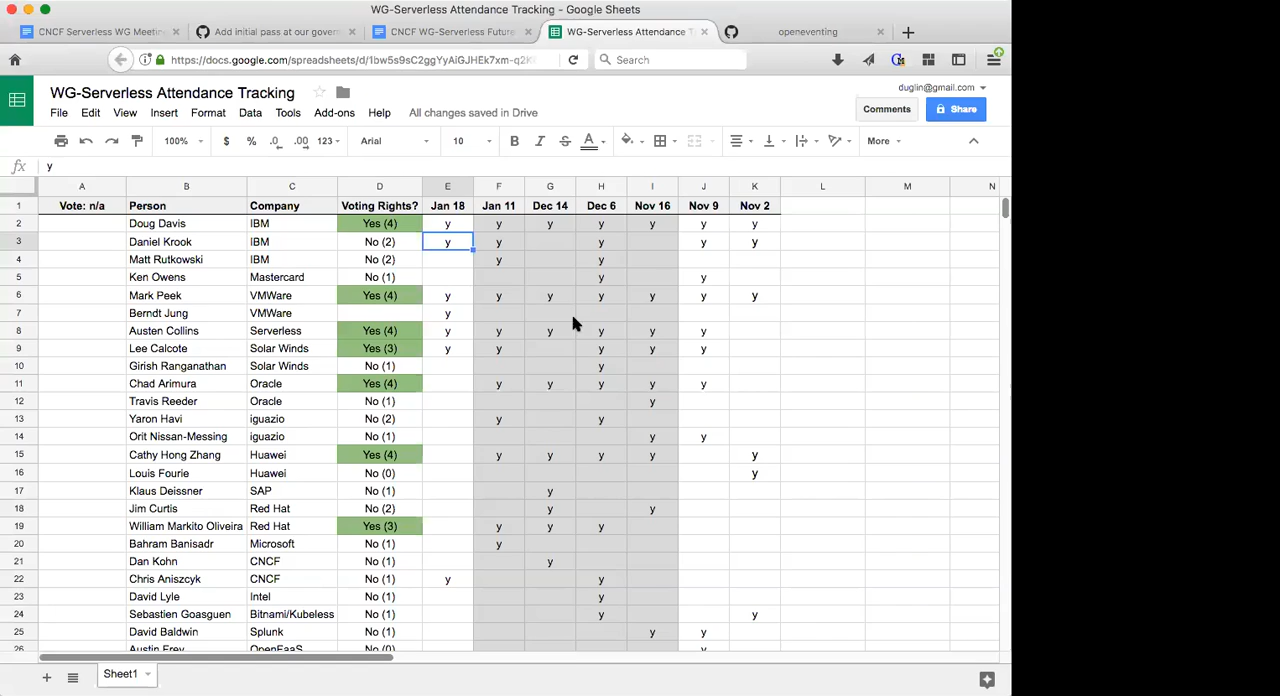 WG-Serverless Attendance Tracking - Google Sheets
CNCF Serverless WG Meetin Add initial pass at our govern CNCF WG-Serverless Future WG-Serverless Attendance T openeventing
https://docs.google.com/spreadsheets/d/1bw5s9sC2ggYyAiGJHEk7xm-q2K Search
WG-Serverless Attendance Tracking duglin@gmail.com
File Edit View Insert Format Data Tools Add-ons Help All changes saved in Drive Comments Share
100% $ % .0 .00 123 Arial 10 B I S A More
fx y
A B C D E F G H I J K L M N
1 Vote: n/a Person Company Voting Rights? Jan 18 Jan 11 Dec 14 Dec 6 Nov 16 Nov 9 Nov 2
2 Doug Davis IBM Yes (4) y y y y y y y
3 Daniel Krook IBM No (2) y y y y y
4 Matt Rutkowski IBM No (2) y y
5 Ken Owens Mastercard No (1) y y
6 Mark Peek VMWare Yes (4) y y y y y y y
7 Berndt Jung VMWare y
8 Austen Collins Serverless Yes (4) y y y y y y
9 Lee Calcote Solar Winds Yes (3) y y y y y
10 Girish Ranganathan Solar Winds No (1) y
11 Chad Arimura Oracle Yes (4) y y y y y
12 Travis Reeder Oracle No (1) y
13 Yaron Havi iguazio No (2) y y
14 Orit Nissan-Messing iguazio No (1) y y
15 Cathy Hong Zhang Huawei Yes (4) y y y y y
16 Louis Fourie Huawei No (0) y
17 Klaus Deissner SAP No (1) y
18 Jim Curtis Red Hat No (2) y y
19 William Markito Oliveira Red Hat Yes (3) y y y
20 Bahram Banisadr Microsoft No (1) y
21 Dan Kohn CNCF No (1) y
22 Chris Aniszcyk CNCF No (1) y y
23 David Lyle Intel No (1) y
24 Sebastien Goasguen Bitnami/Kubeless No (1) y y
25 David Baldwin Splunk No (1) y y
26 Austin Frey OpenFaaS No (0) y
Sheet1